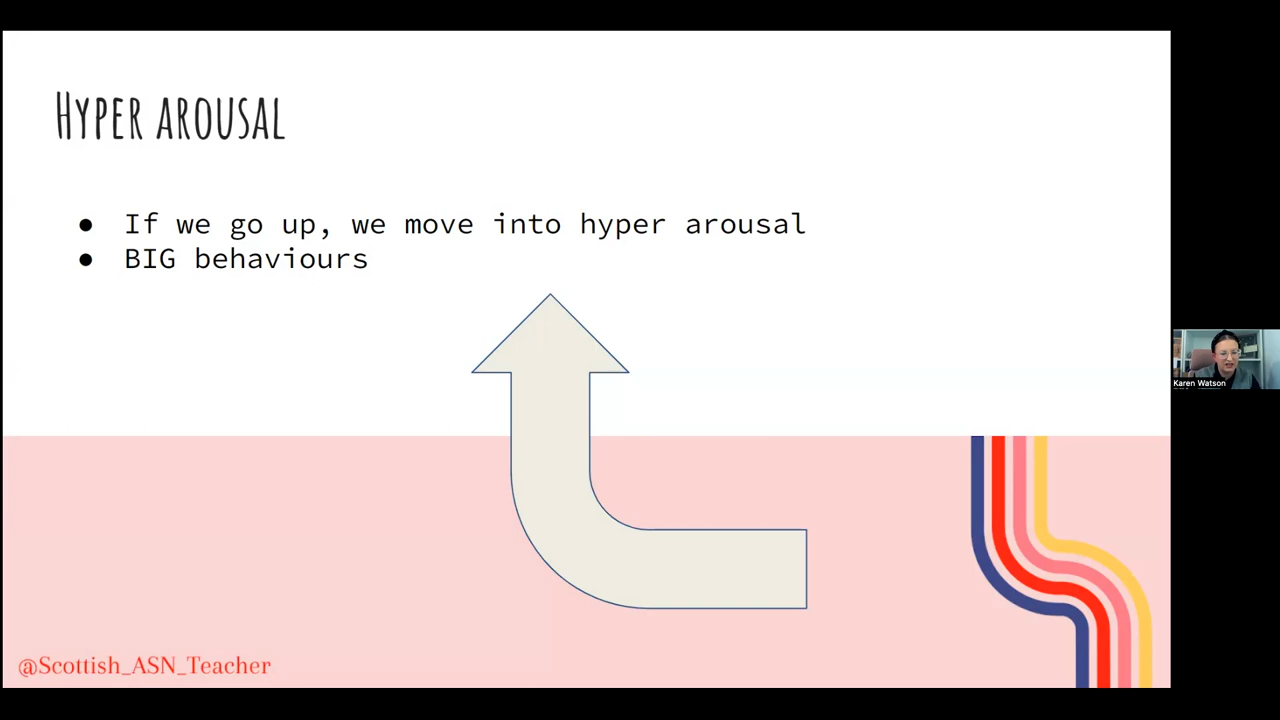 Hyper arousal
● If we go up, we move into hyper arousal
● BIG behaviours
Karen Watson
@Scottish_ASN_Teacher